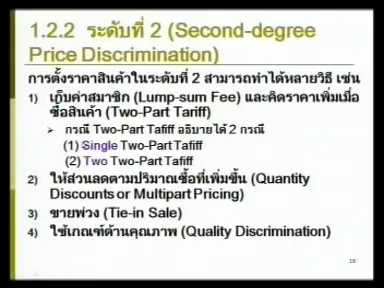 1.2.2 ระดับที่ 2 (Second-degree
Price Discrimination)
การตั้งราคาสินค้าในระดับที่ 2 สามารถทำได้หลายวิธี เช่น
1) เก็บค่าสมาชิก (Lump-sum Fee) และคิดราคาเพิ่มเมื่อ
ซื้อสินค้า (Two-Part Tariff)
➢ กรณี Two-Part Tafiff อธิบายได้ 2 กรณี
(1) Single Two-Part Tafiff
(2) Two Two-Part Tafiff
2) ให้ส่วนลดตามปริมาณซื้อที่เพิ่มขึ้น (Quantity
Discounts or Multipart Pricing)
3) ขายพ่วง (Tie-in Sale)
4) ใช้เกณฑ์ด้านคุณภาพ (Quality Discrimination)